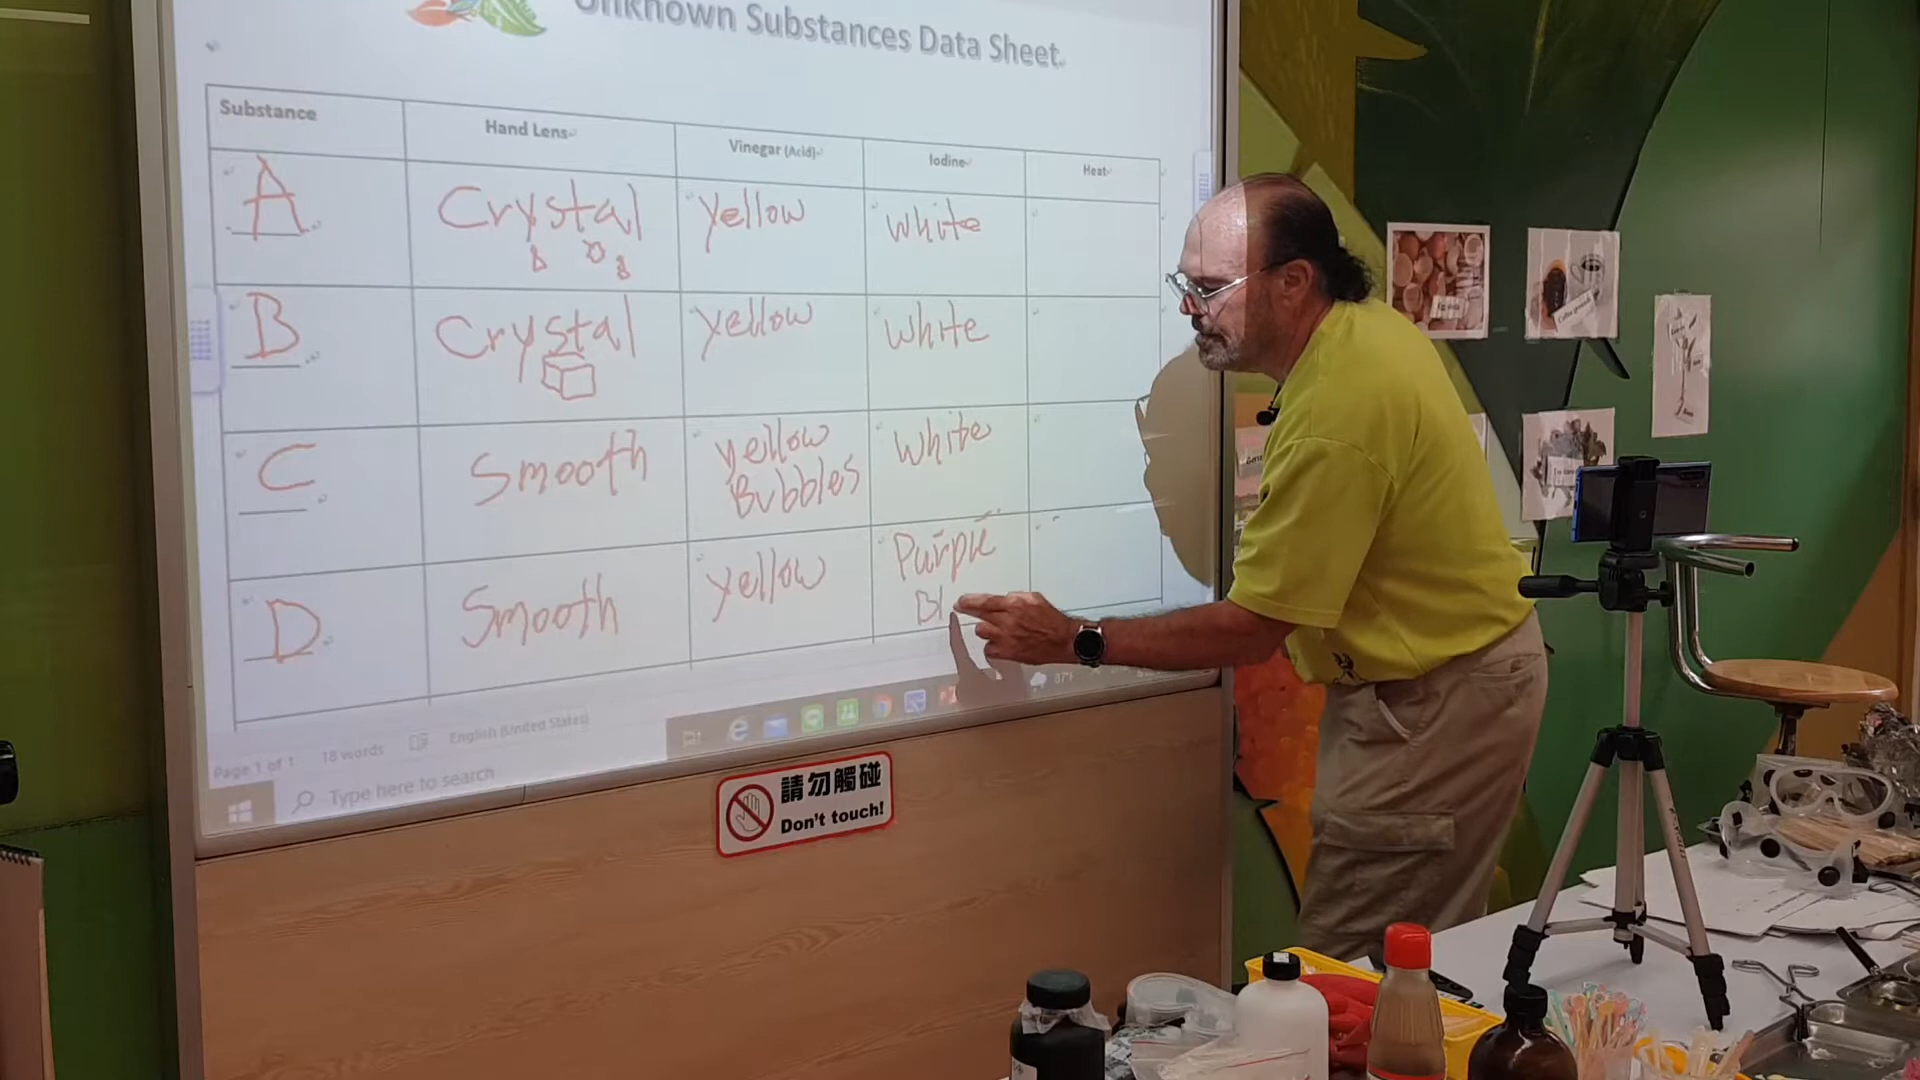 Unknown Substances Data Sheet
Substance
Hand Lens
Vinegar (Acid)
Iodine
Heat
A
Crystal
yellow
white
B
Crystal
yellow
white
C
Smooth
yellow
Bubbles
white
D
Smooth
yellow
Purple
Bl
Page 1 of 1
18 words
English (United States)
Type here to search
87°F
請勿觸碰
Don't touch!